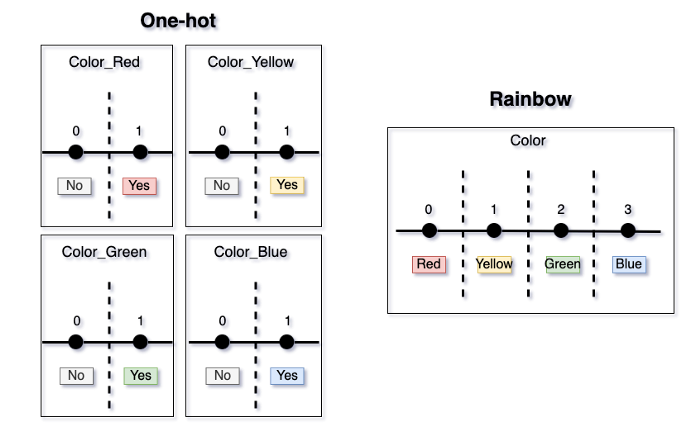 One-hot
Color_Red
0 1
No Yes
Color_Yellow
0 1
No Yes
Color_Green
0 1
No Yes
Color_Blue
0 1
No Yes
Rainbow
Color
0 1 2 3
Red Yellow Green Blue